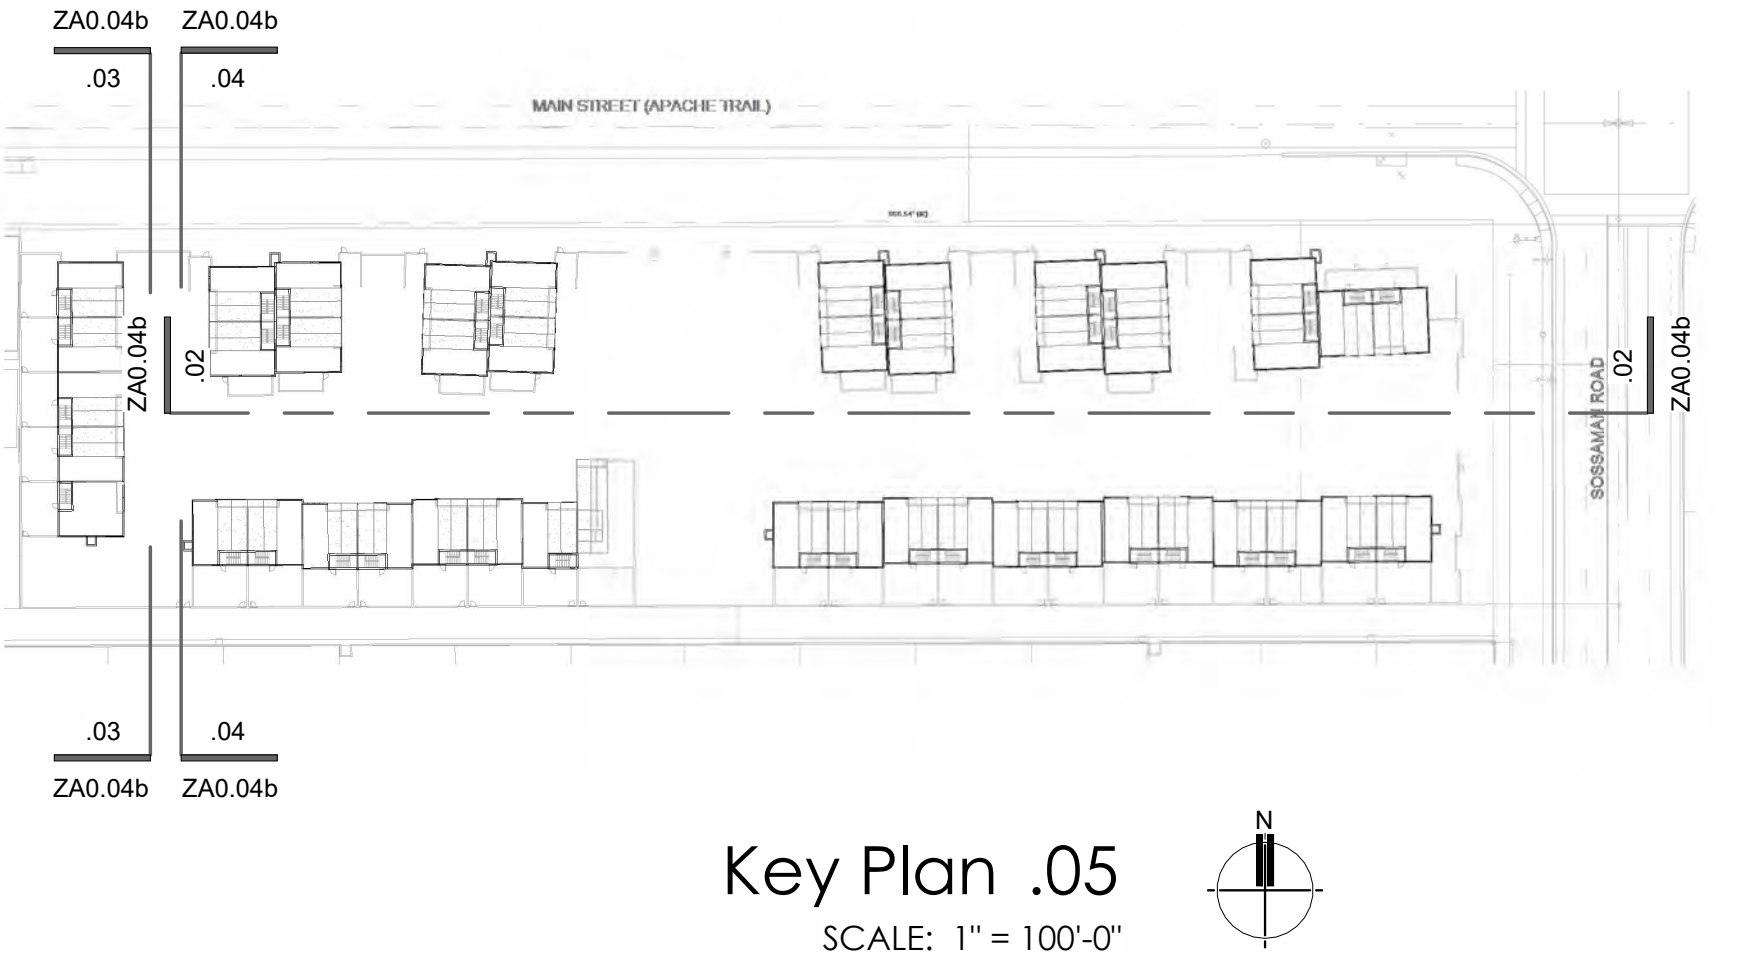 ZA0.04b ZA0.04b
.03 .04
MAIN STREET (APACHE TRAIL)
ZA0.04b
.02
.02
ZA0.04b
SOSSAMAN ROAD
.03 .04
ZA0.04b ZA0.04b
N
Key Plan .05
SCALE: 1" = 100'-0"